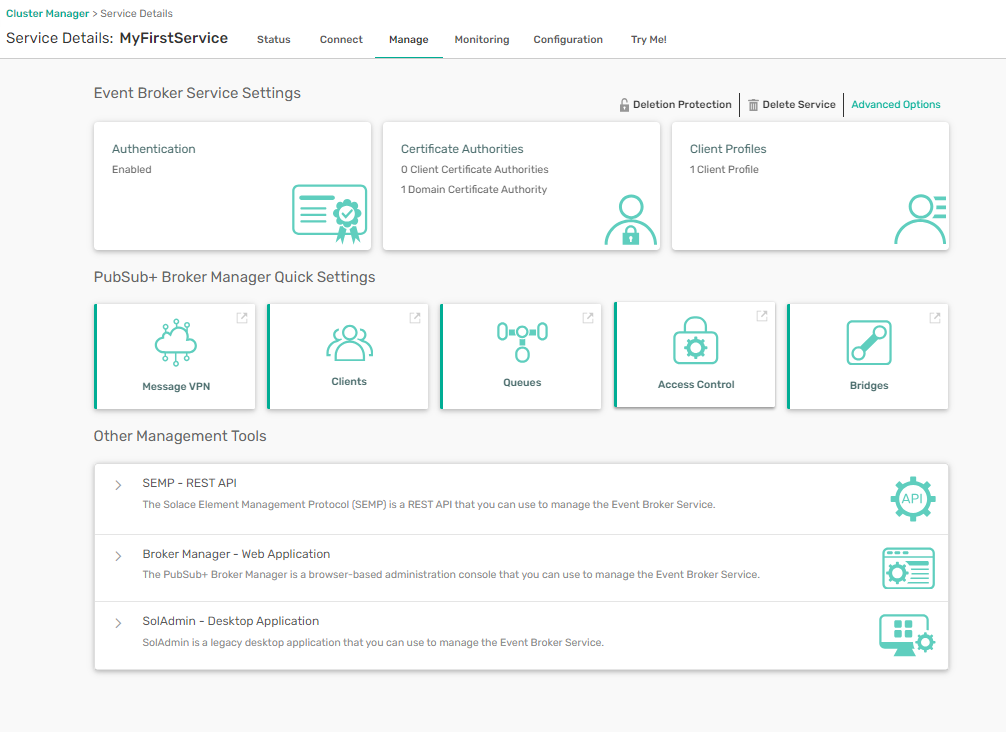 Cluster Manager > Service Details
Service Details: MyFirstService Status Connect Manage Monitoring Configuration Try Me!
Event Broker Service Settings
Deletion Protection Delete Service Advanced Options
Authentication
Enabled
Certificate Authorities
0 Client Certificate Authorities
1 Domain Certificate Authority
Client Profiles
1 Client Profile
PubSub+ Broker Manager Quick Settings
Message VPN
Clients
Queues
Access Control
Bridges
Other Management Tools
SEMP - REST API
The Solace Element Management Protocol (SEMP) is a REST API that you can use to manage the Event Broker Service.
API
Broker Manager - Web Application
The PubSub+ Broker Manager is a browser-based administration console that you can use to manage the Event Broker Service.
SolAdmin - Desktop Application
SolAdmin is a legacy desktop application that you can use to manage the Event Broker Service.